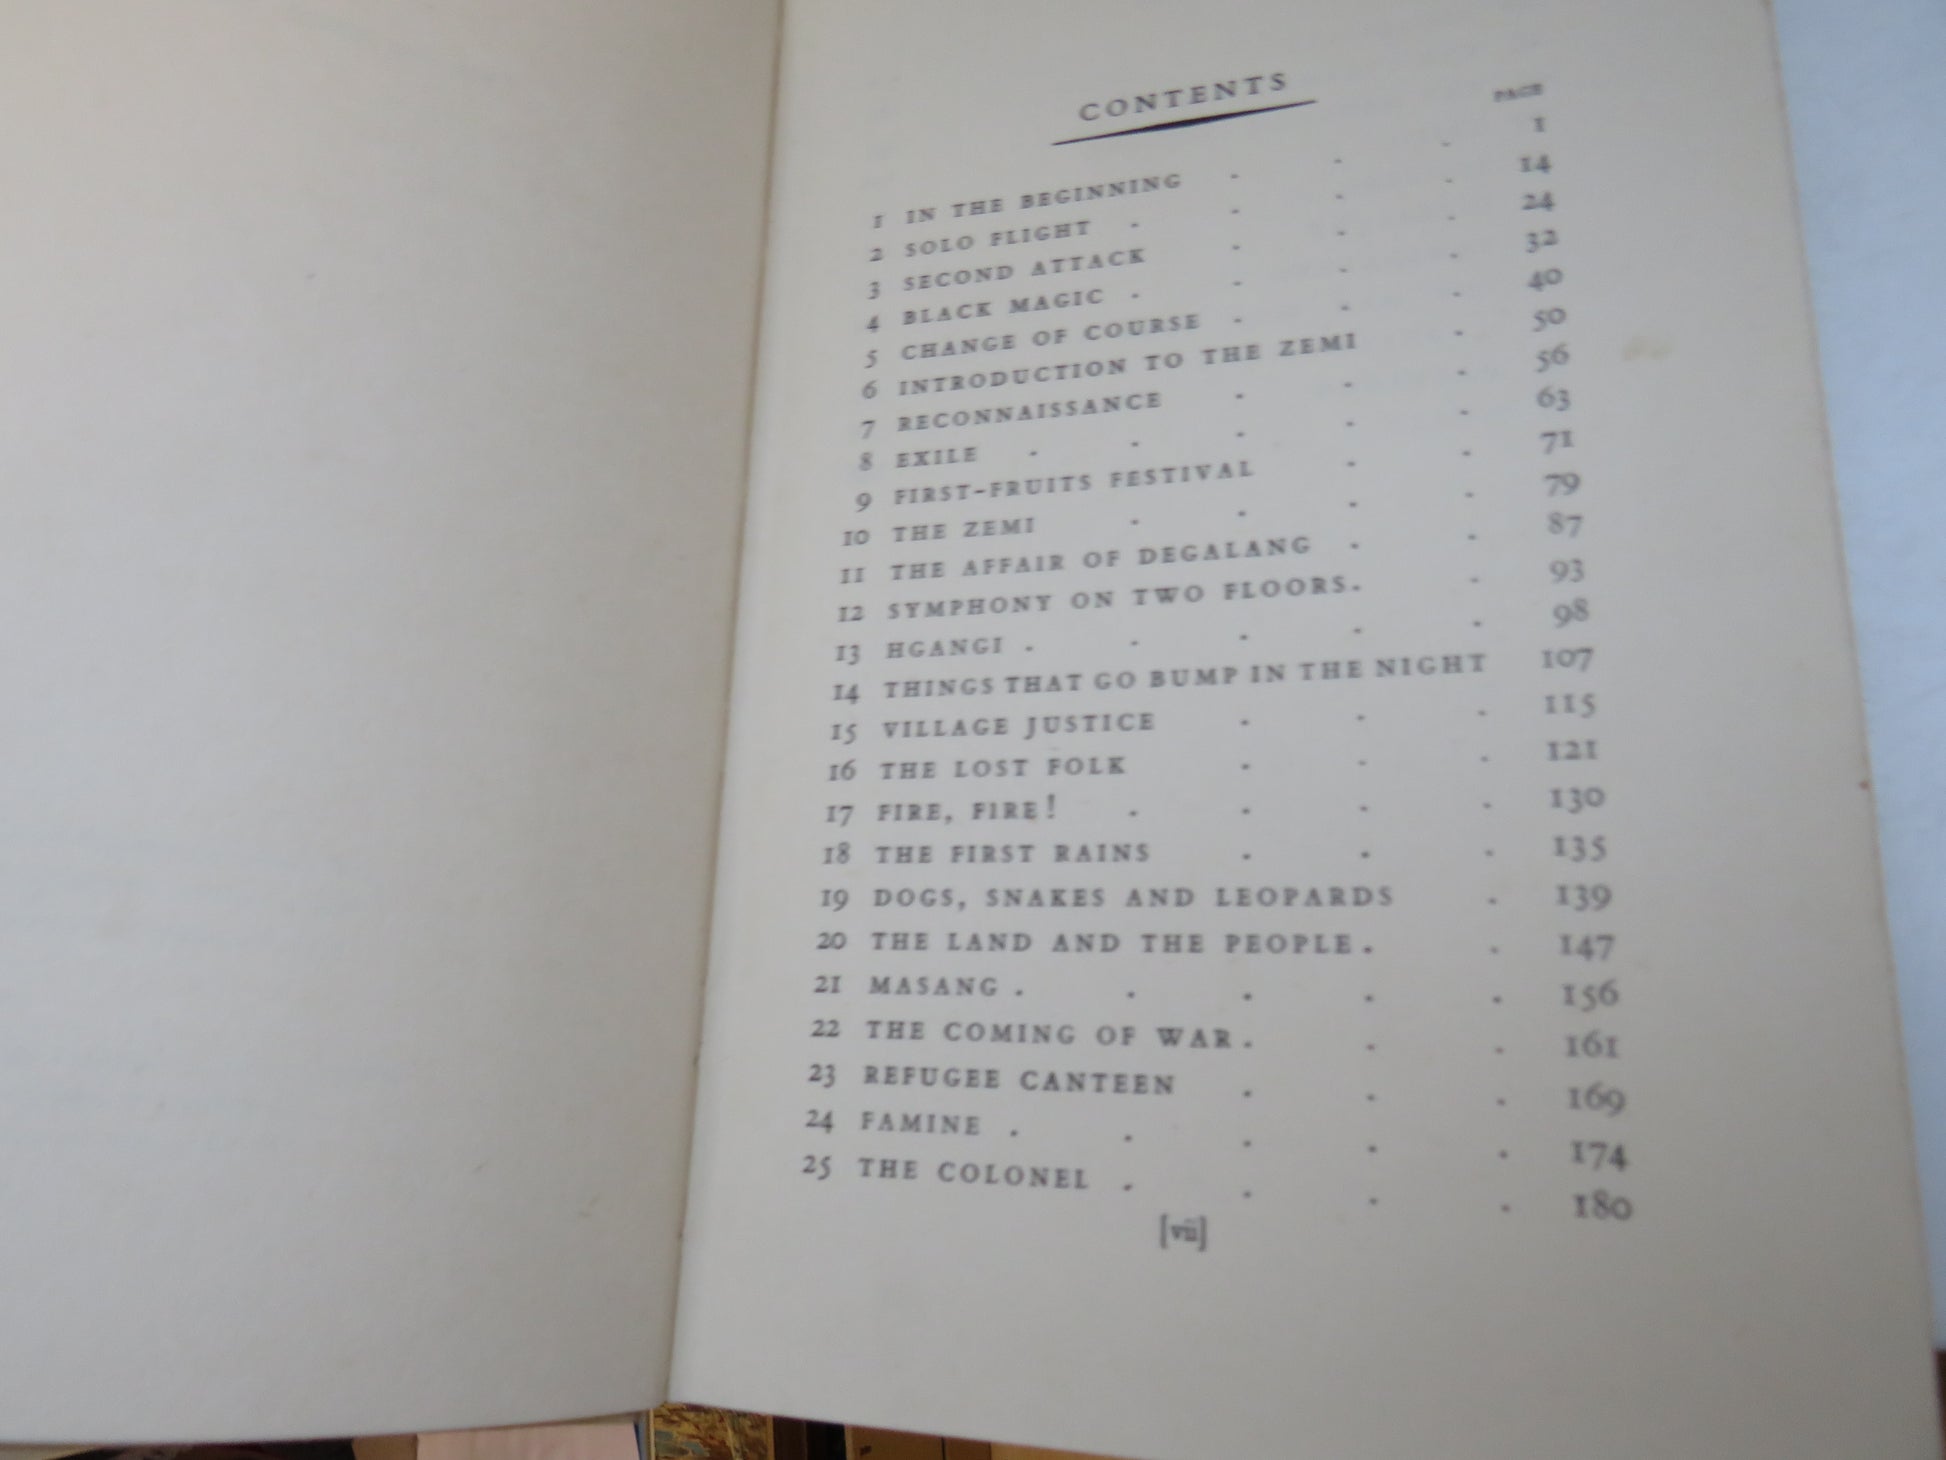 CONTENTS
PAGE
1 IN THE BEGINNING . . . 1
2 SOLO FLIGHT . . . . 14
3 SECOND ATTACK . . . 24
4 BLACK MAGIC . . . . 32
5 CHANGE OF COURSE . . . 40
6 INTRODUCTION TO THE ZEMI . 50
7 RECONNAISSANCE . . . 56
8 EXILE . . . . . 63
9 FIRST-FRUITS FESTIVAL . . 71
10 THE ZEMI . . . . 79
11 THE AFFAIR OF DEGALANG . . 87
12 SYMPHONY ON TWO FLOORS. . 93
13 HGANGI . . . . . 98
14 THINGS THAT GO BUMP IN THE NIGHT 107
15 VILLAGE JUSTICE . . . 115
16 THE LOST FOLK . . . 121
17 FIRE, FIRE! . . . . 130
18 THE FIRST RAINS . . . 135
19 DOGS, SNAKES AND LEOPARDS . 139
20 THE LAND AND THE PEOPLE. . 147
21 MASANG . . . . . 156
22 THE COMING OF WAR. . . 161
23 REFUGEE CANTEEN . . . 169
24 FAMINE . . . . . 174
25 THE COLONEL . . . . 180
[vii]